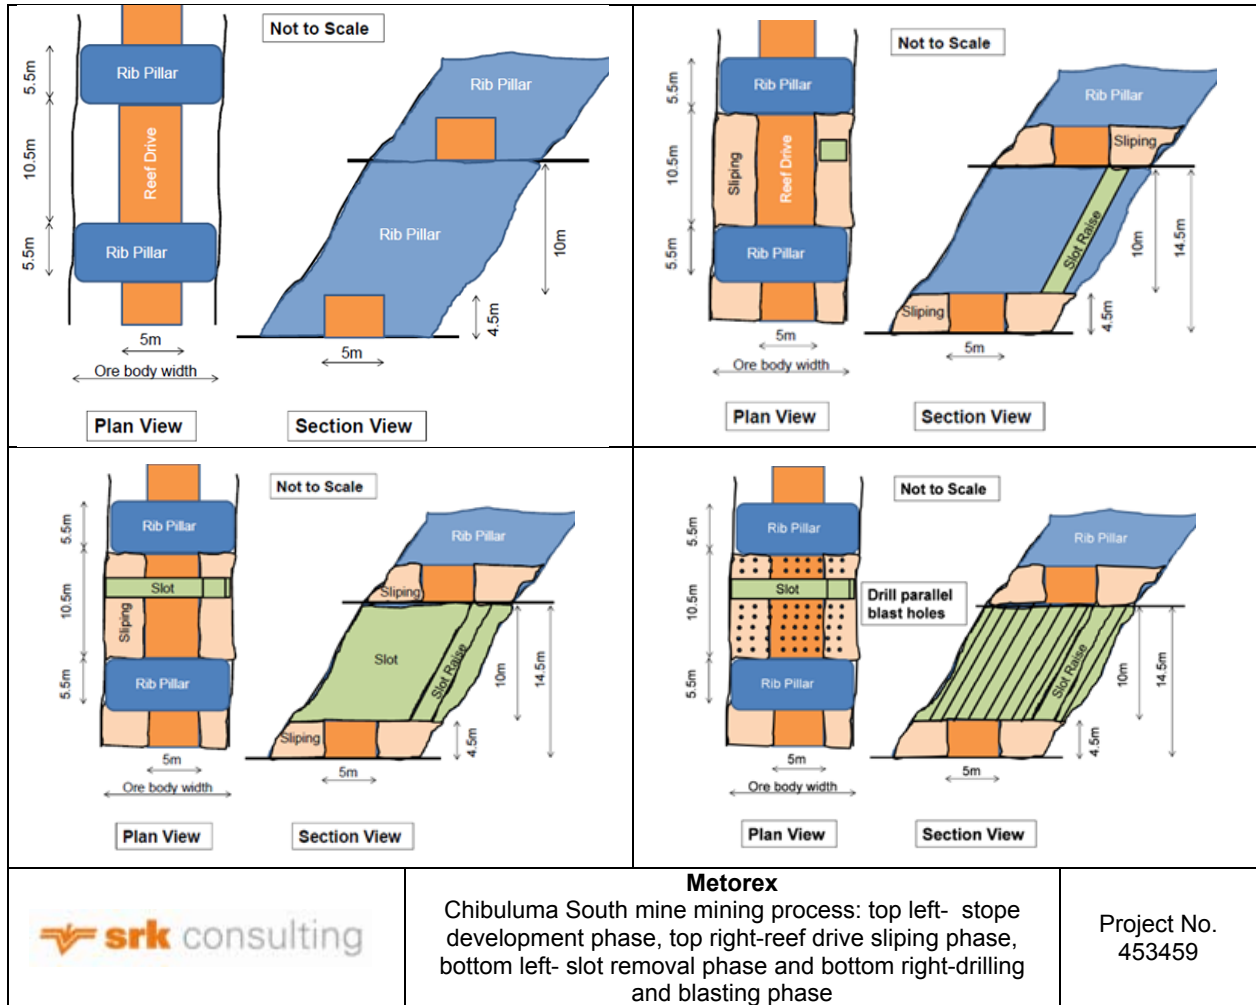 Not to Scale
Rib Pillar
Rib Pillar
5.5m
10.5m
Reef Drive
Rib Pillar
Rib Pillar
10m
5.5m
4.5m
5m
5m
Ore body width
Plan View
Section View
Not to Scale
Rib Pillar
Rib Pillar
5.5m
Sliping
10.5m
Sliping
Reef Drive
Slot Raise
10m
14.5m
Rib Pillar
5.5m
Sliping
4.5m
5m
5m
Ore body width
Plan View
Section View
Not to Scale
Rib Pillar
Rib Pillar
5.5m
Slot
Sliping
10.5m
Sliping
Slot
Slot Raise
10m
14.5m
Rib Pillar
5.5m
Sliping
4.5m
5m
5m
Ore body width
Plan View
Section View
Not to Scale
Rib Pillar
Rib Pillar
5.5m
Slot
Drill parallel
blast holes
10.5m
Slot Raise
10m
14.5m
Rib Pillar
5.5m
4.5m
5m
5m
Ore body width
Plan View
Section View
srk consulting
Metorex
Chibuluma South mine mining process: top left- stope
development phase, top right-reef drive sliping phase,
bottom left- slot removal phase and bottom right-drilling
and blasting phase
Project No.
453459